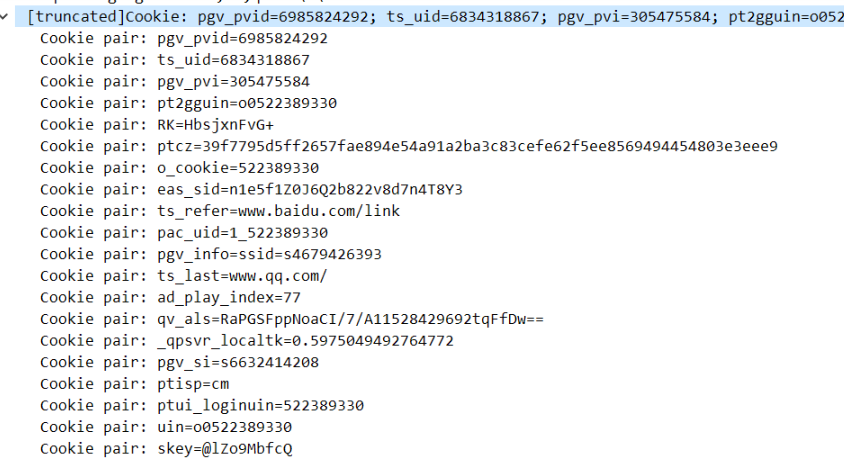 [truncated]Cookie: pgv_pvid=6985824292; ts_uid=6834318867; pgv_pvi=305475584; pt2gguin=o0522
Cookie pair: pgv_pvid=6985824292
Cookie pair: ts_uid=6834318867
Cookie pair: pgv_pvi=305475584
Cookie pair: pt2gguin=o0522389330
Cookie pair: RK=HbsjxnFvG+
Cookie pair: ptcz=39f7795d5ff2657fae894e54a91a2ba3c83cefe62f5ee8569494454803e3eee9
Cookie pair: o_cookie=522389330
Cookie pair: eas_sid=n1e5f1Z0J6Q2b822v8d7n4T8Y3
Cookie pair: ts_refer=www.baidu.com/link
Cookie pair: pac_uid=1_522389330
Cookie pair: pgv_info=ssid=s4679426393
Cookie pair: ts_last=www.qq.com/
Cookie pair: ad_play_index=77
Cookie pair: qv_als=RaPGSFppNoaCI/7/A11528429692tqFfDw==
Cookie pair: _qpsvr_localtk=0.5975049492764772
Cookie pair: pgv_si=s6632414208
Cookie pair: ptisp=cm
Cookie pair: ptui_loginuin=522389330
Cookie pair: uin=o0522389330
Cookie pair: skey=@lZo9MbfcQ